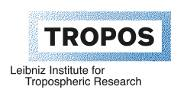 TROPOS
Leibniz Institute for
Tropospheric Research